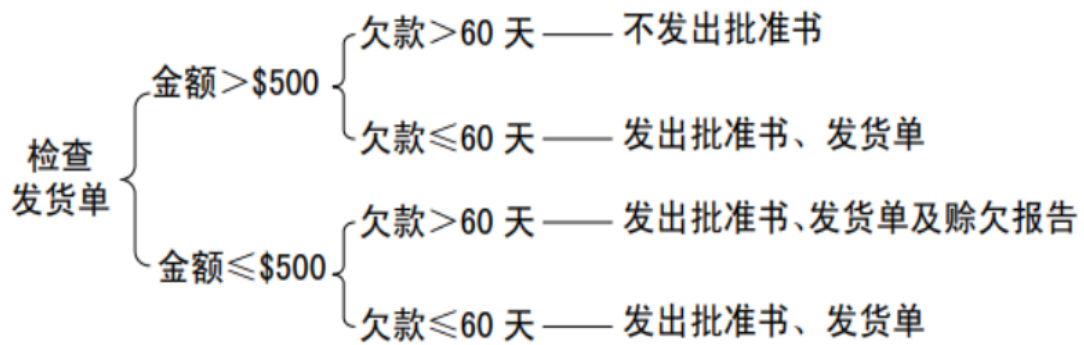 欠款＞60 天 —— 不发出批准书
金额＞$500
欠款≤60 天 —— 发出批准书、发货单
检查
发货单
欠款＞60 天 —— 发出批准书、发货单及赊欠报告
金额≤$500
欠款≤60 天 —— 发出批准书、发货单